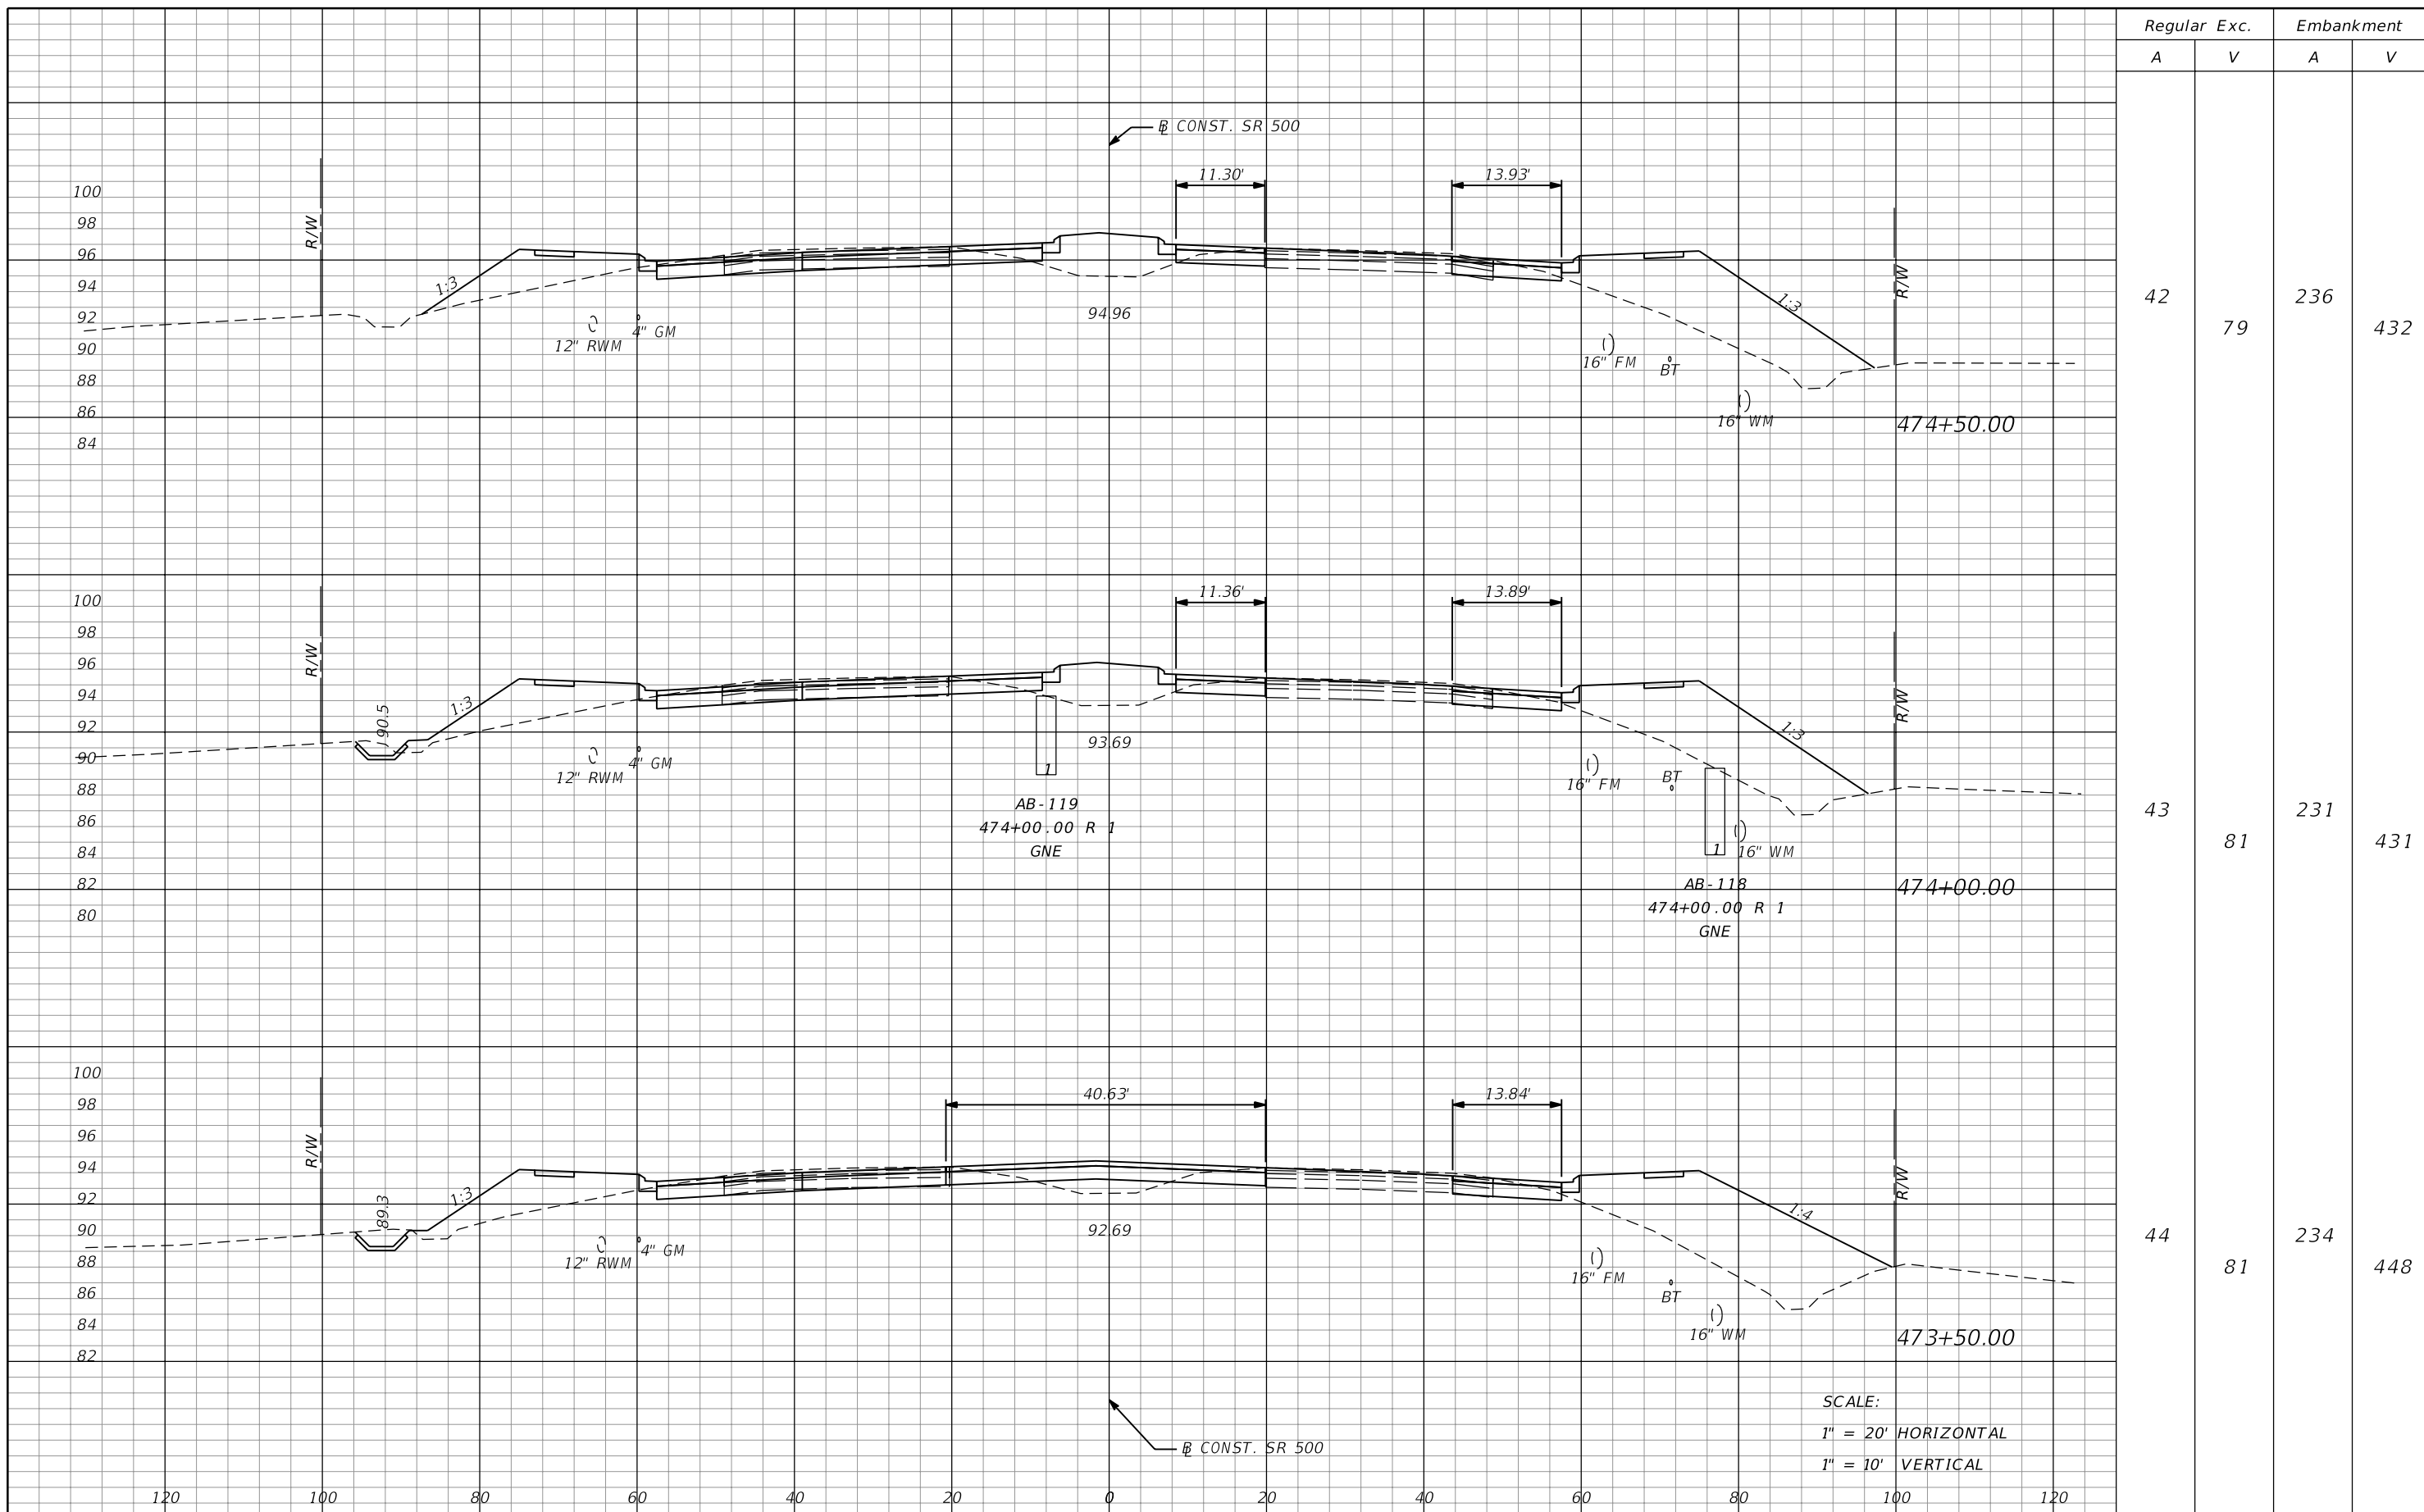 Regular Exc. Embankment
A V A V
℄ CONST. SR 500
11.30' 13.93'
100
98
96
94
92
90
88
86
84
R/W
1:3
12" RWM
4" GM
94.96
16" FM
BT
16" WM
1:3
R/W
474+50.00
42 236
79 432
11.36' 13.89'
100
98
96
94
92
90
88
86
84
82
80
R/W
90.5
1:3
12" RWM
4" GM
93.69
1
AB-119
474+00.00 R 1
GNE
16" FM
BT
1
16" WM
AB-118
474+00.00 R 1
GNE
1:3
R/W
474+00.00
43 231
81 431
40.63' 13.84'
100
98
96
94
92
90
88
86
84
82
R/W
89.3
1:3
12" RWM
4" GM
92.69
16" FM
BT
16" WM
1:4
R/W
473+50.00
44 234
81 448
℄ CONST. SR 500
SCALE:
1" = 20' HORIZONTAL
1" = 10' VERTICAL
120 100 80 60 40 20 0 20 40 60 80 100 120